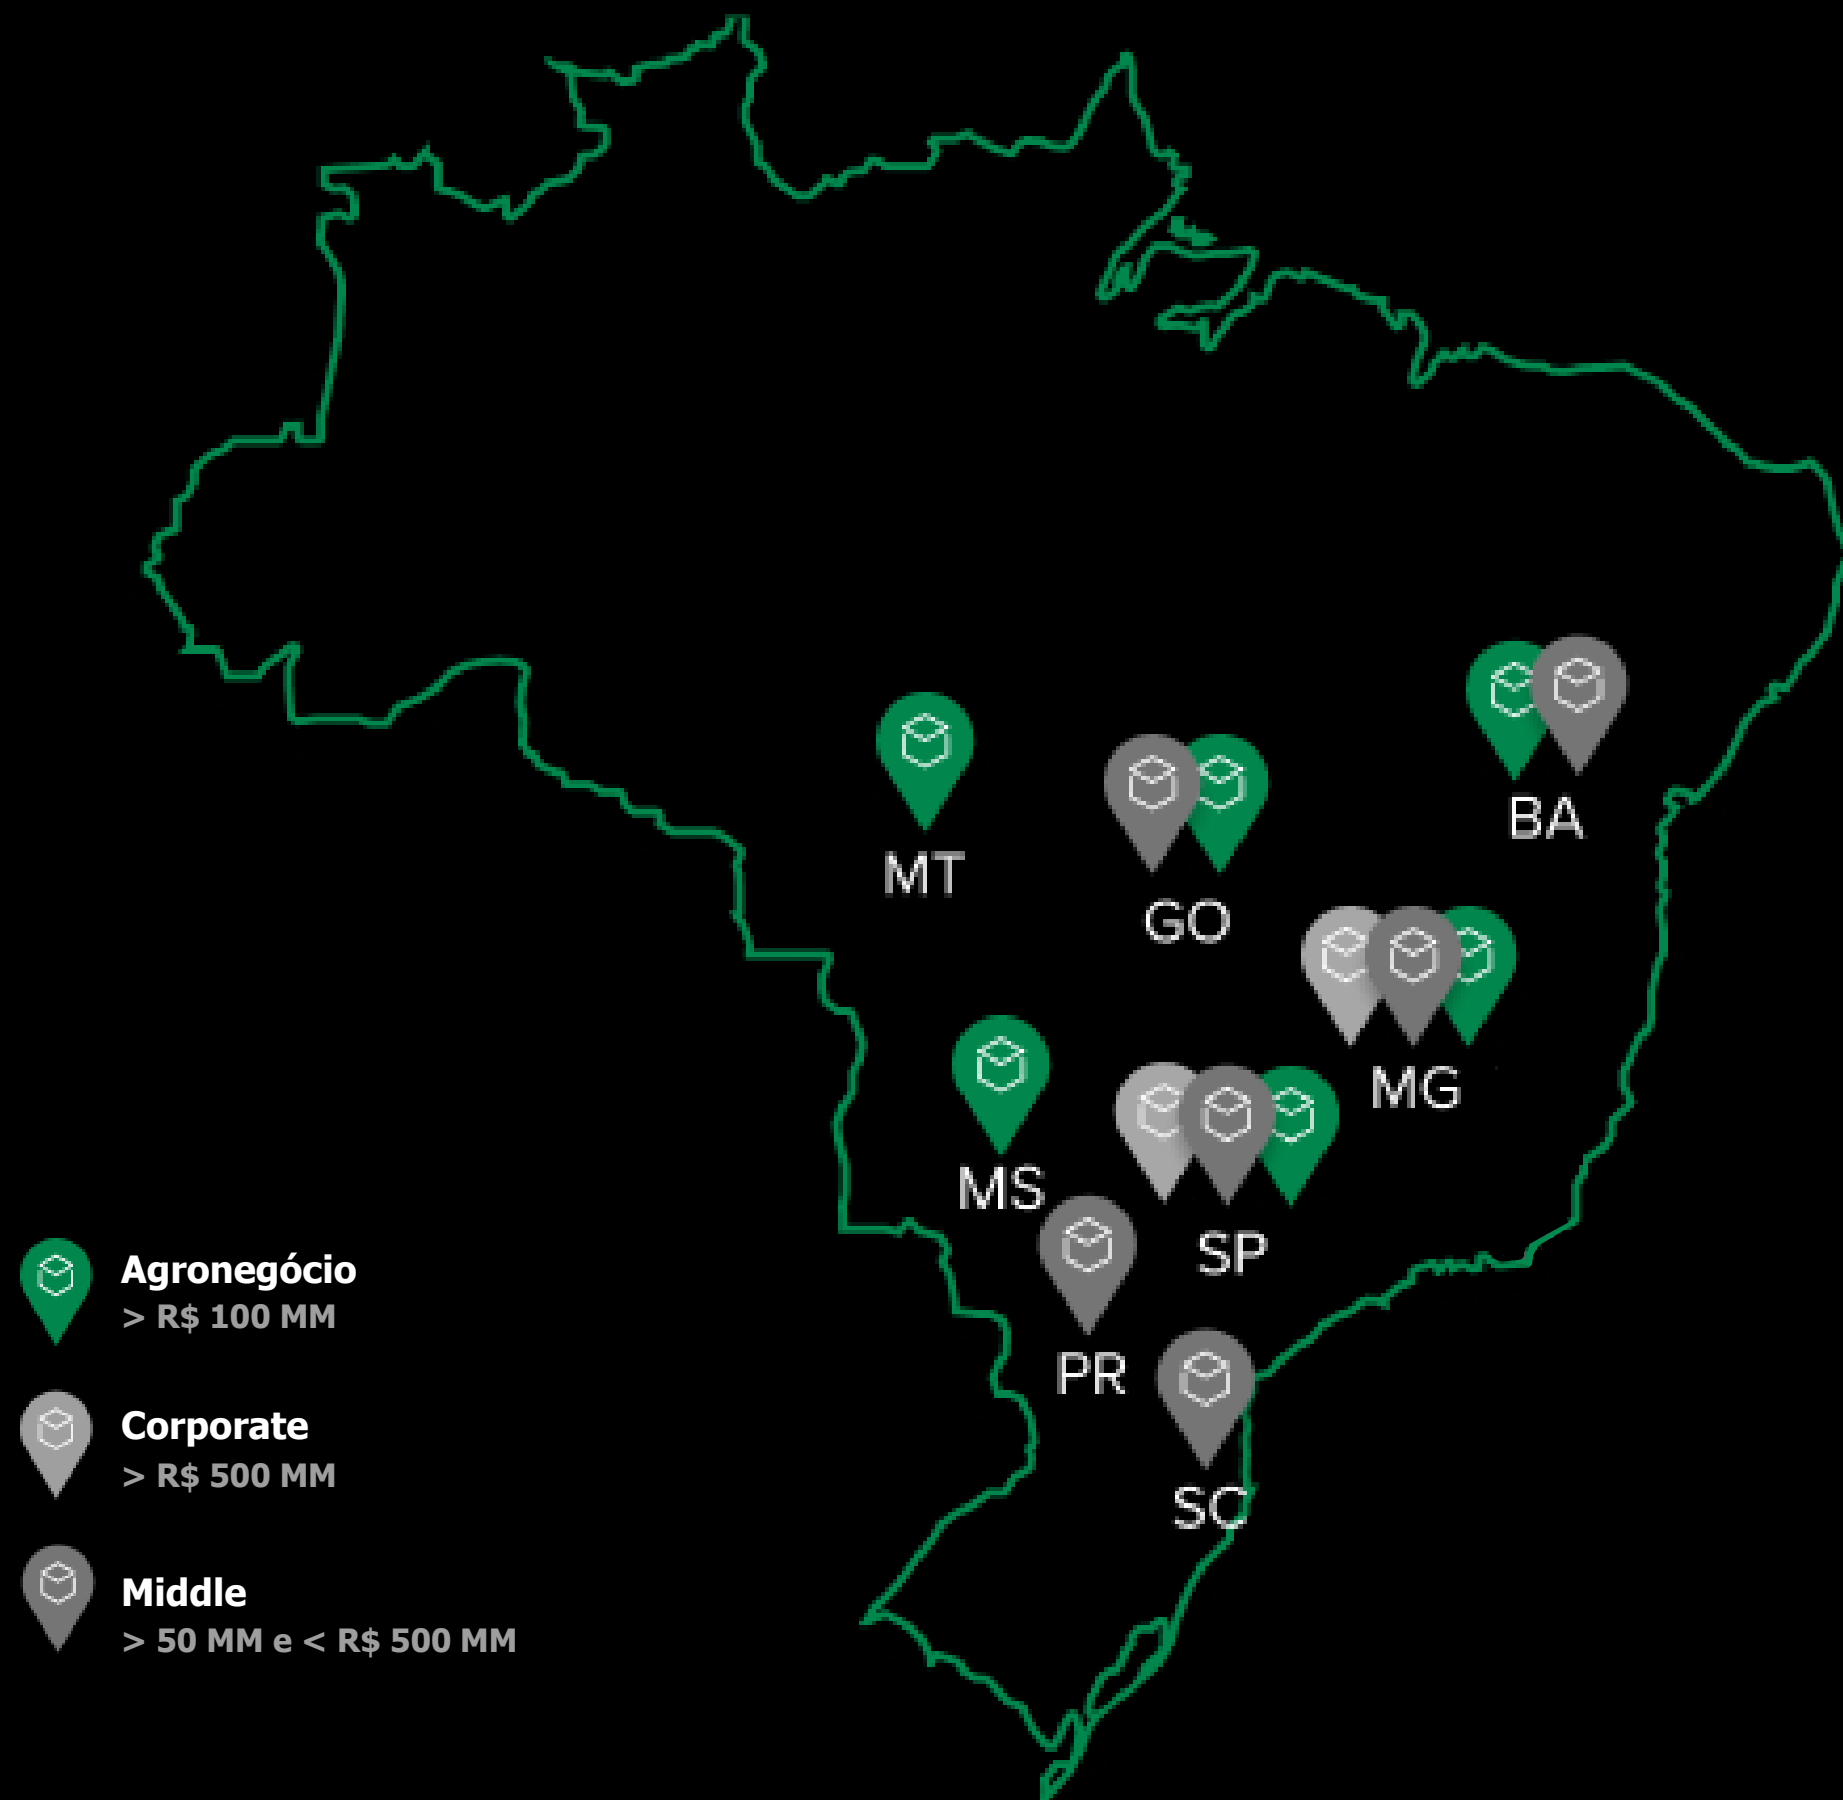 BA
MT
GO
MG
MS
SP
PR
SC
Agronegócio
> R$ 100 MM
Corporate
> R$ 500 MM
Middle
> 50 MM e < R$ 500 MM